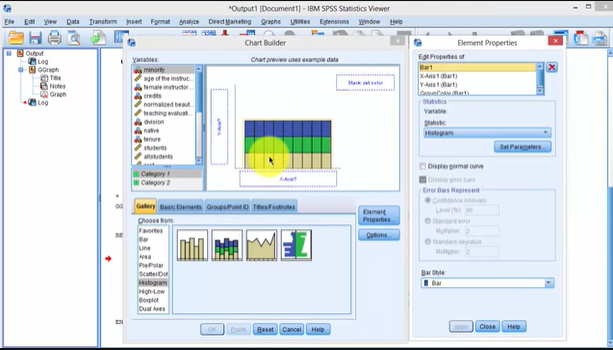 *Output1 [Document1] - IBM SPSS Statistics Viewer
File Edit View Data Transform Insert Format Analyze Direct Marketing Graphs Utilities Extensions Window Help
Output
Log
GGraph
Title
Notes
Graph
Log
Chart Builder
Variables:
Chart preview uses example data
minority
age of the instruc...
female instructor ...
credits
normalized beaut...
teaching evaluati...
division
native
tenure
students
allstudents
Category 1
Category 2
Stack: set color
Y-Axis?
X-Axis?
Gallery Basic Elements Groups/Point ID Titles/Footnotes
Choose from:
Favorites
Bar
Line
Area
Pie/Polar
Scatter/Dot
Histogram
High-Low
Boxplot
Dual Axes
Element Properties...
Options...
OK Paste Reset Cancel Help
Element Properties
Edit Properties of:
Bar1
X-Axis1 (Bar1)
Y-Axis1 (Bar1)
GroupColor (Bar1)
Statistics
Variable:
Statistic:
Histogram
Set Parameters...
Display normal curve
Display error bars
Error Bars Represent
Confidence intervals
Level (%): 95
Standard error
Multiplier: 2
Standard deviation
Multiplier: 2
Bar Style:
Bar
Apply Close Help